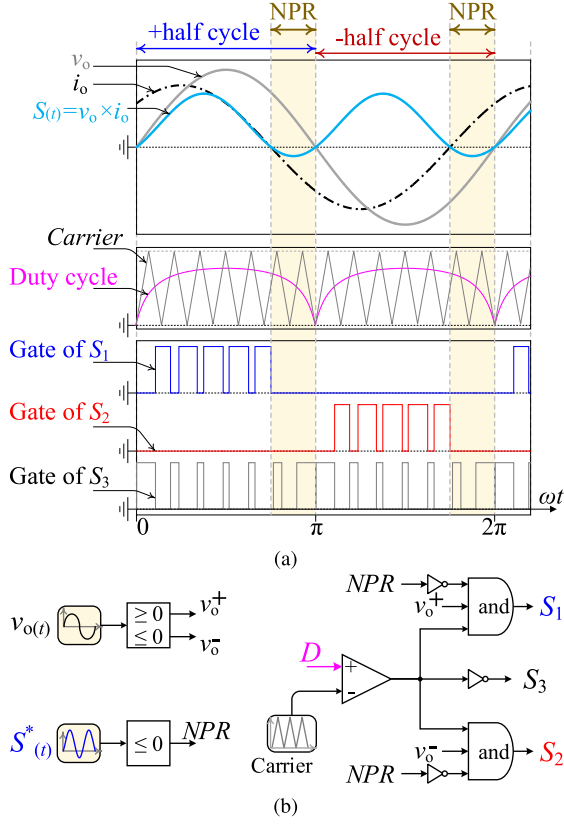 NPR NPR
+half cycle -half cycle
vₒ
iₒ
S(t)=vₒ×iₒ
Carrier
Duty cycle
Gate of S₁
Gate of S₂
Gate of S₃
0 π 2π ωt
(a)
vₒ(t) ≥ 0 vₒ⁺
≤ 0 vₒ⁻
S*(t) ≤ 0 NPR
NPR
vₒ⁺ and S₁
D + -
Carrier
S₃
vₒ⁻ and S₂
NPR
(b)